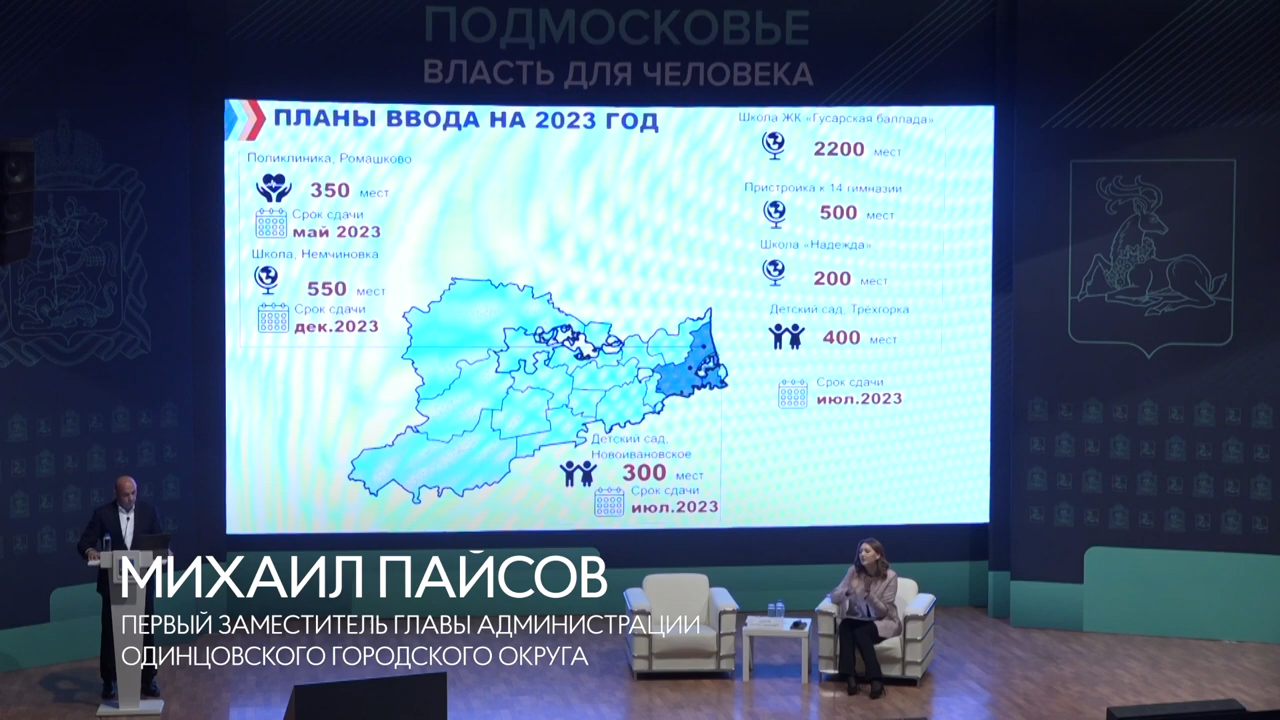 ПОДМОСКОВЬЕ
ВЛАСТЬ ДЛЯ ЧЕЛОВЕКА
ПЛАНЫ ВВОДА НА 2023 ГОД
Поликлиника, Ромашково
350 мест
Срок сдачи
май 2023
Школа, Немчиновка
550 мест
Срок сдачи
дек.2023
Школа ЖК «Гусарская баллада»
2200 мест
Пристройка к 14 гимназии
500 мест
Школа «Надежда»
200 мест
Детский сад, Трёхгорка
400 мест
Срок сдачи
июл.2023
Детский сад,
Новоивановское
300 мест
Срок сдачи
июл.2023
МИХАИЛ ПАЙСОВ
ПЕРВЫЙ ЗАМЕСТИТЕЛЬ ГЛАВЫ АДМИНИСТРАЦИИ
ОДИНЦОВСКОГО ГОРОДСКОГО ОКРУГА